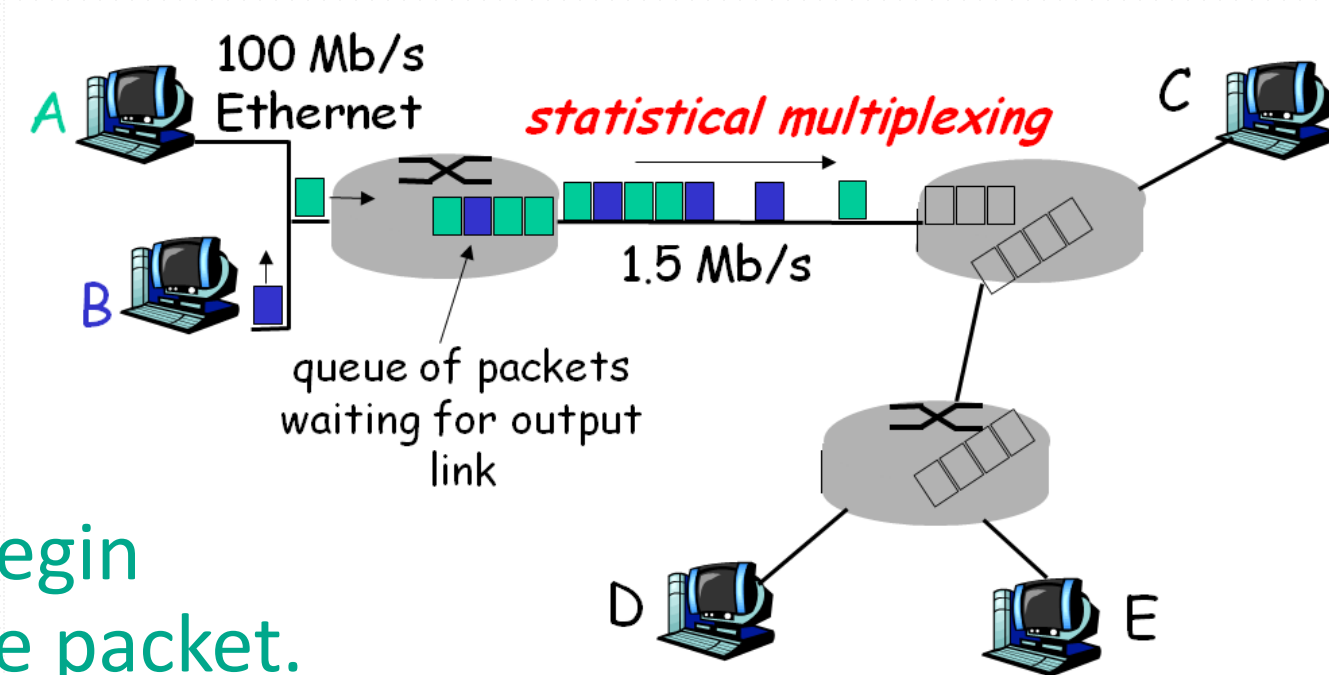 100 Mb/s
Ethernet
A
statistical multiplexing
C
1.5 Mb/s
B
queue of packets
waiting for output
link
egin
e packet.
D
E